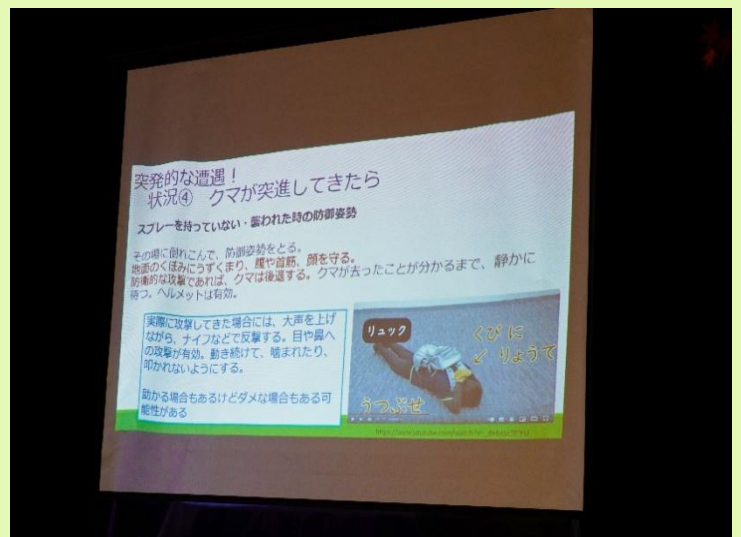 突発的な遭遇！
状況④ クマが突進してきたら
スプレーを持っていない・襲われた時の防御姿勢
その場に倒れこんで、防御姿勢をとる。
地面のくぼみにうずくまり、腹や首筋、顔を守る。
防衛的な攻撃であれば、クマは後退する。クマが去ったことが分かるまで、静かに
待つ。ヘルメットは有効。
実際に攻撃してきた場合には、大声を上げ
ながら、ナイフなどで反撃する。目や鼻へ
の攻撃が有効。動き続けて、噛まれたり、
叩かれないようにする。
助かる場合もあるけどダメな場合もある可
能性がある
リュック
くびに
↙ りょうて
うつぶせ